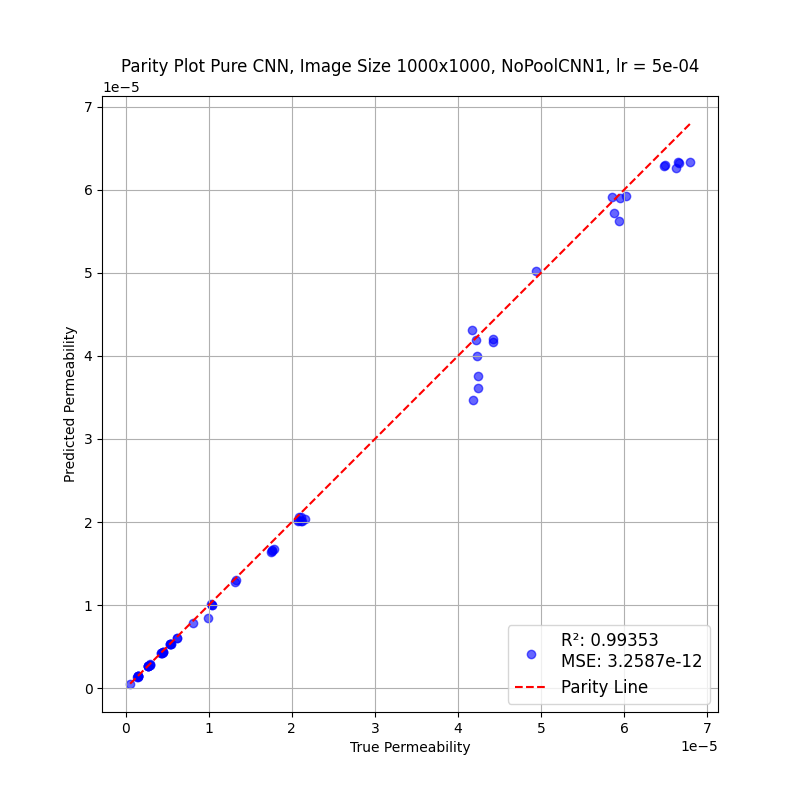 Parity Plot Pure CNN, Image Size 1000x1000, NoPoolCNN1, lr = 5e-04
1e−5
7
6
5
4
3
2
1
0
Predicted Permeability
R²: 0.99353
MSE: 3.2587e-12
Parity Line
0 1 2 3 4 5 6 7
True Permeability
1e−5